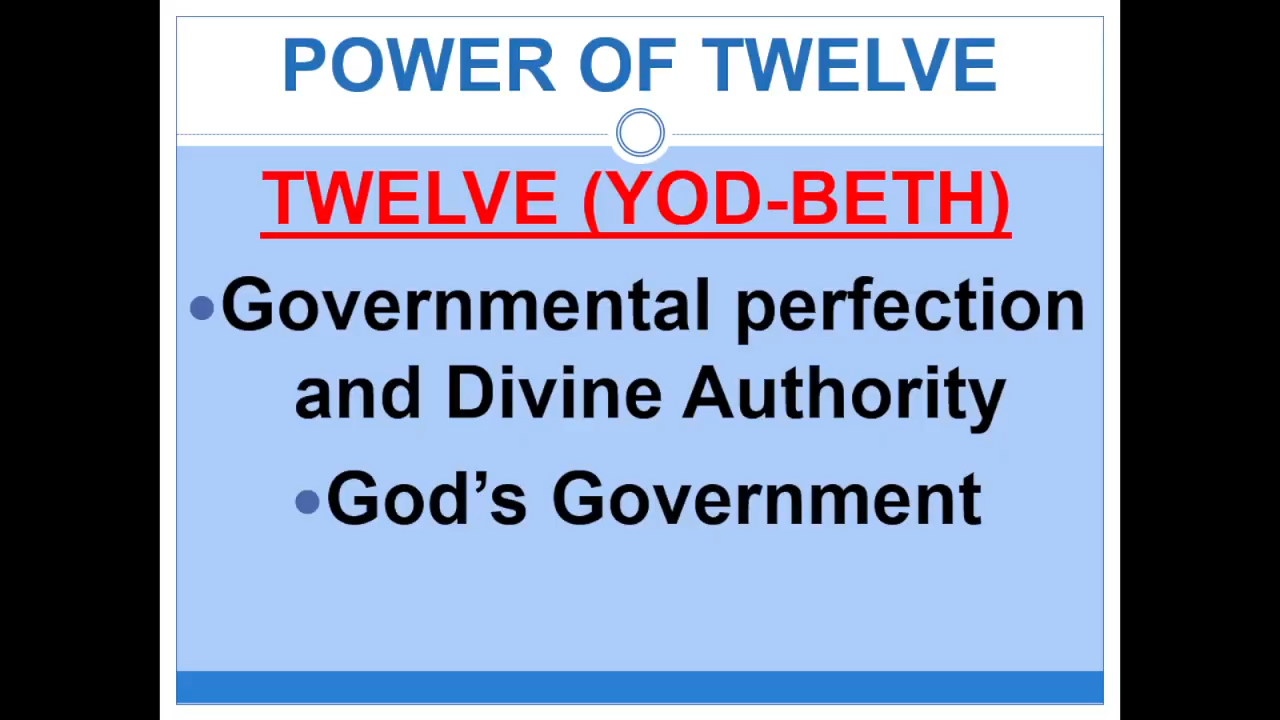 POWER OF TWELVE
TWELVE (YOD-BETH)
•Governmental perfection
and Divine Authority
•God’s Government